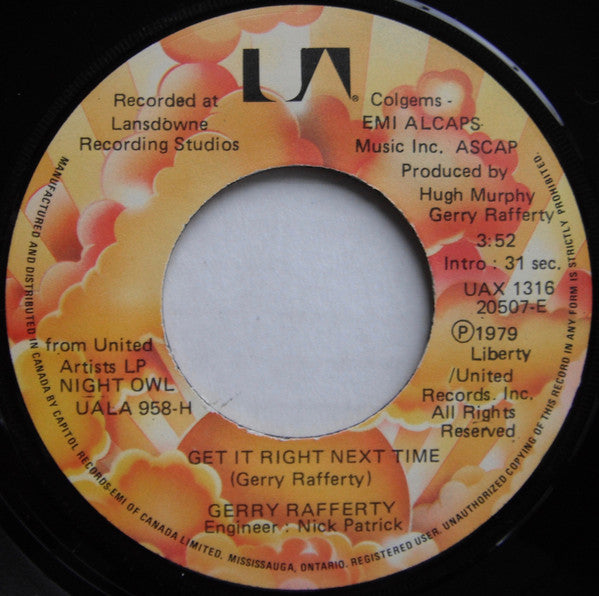 UA
®
Recorded at
Lansdowne
Recording Studios
Colgems -
EMI ALCAPS
Music Inc. ASCAP
Produced by
Hugh Murphy
Gerry Rafferty
3:52
Intro : 31 sec.
UAX 1316
20507-E
Ⓟ1979
Liberty
/United
Records. Inc.
All Rights
Reserved
from United
Artists LP
NIGHT OWL
UALA 958-H
GET IT RIGHT NEXT TIME
(Gerry Rafferty)
GERRY RAFFERTY
Engineer : Nick Patrick
MANUFACTURED AND DISTRIBUTED IN CANADA BY CAPITOL RECORDS-EMI OF CANADA LIMITED. MISSISSAUGA, ONTARIO. REGISTERED USER. UNAUTHORIZED COPYING OF THIS RECORD IN ANY FORM IS STRICTLY PROHIBITED.